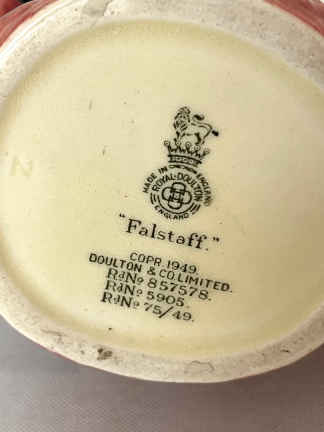 MADE IN ENGLAND
ROYAL·DOULTON
ENGLAND
"Falstaff."
COPR. 1949.
DOULTON & CO. LIMITED.
RdNo 857578.
RdNo 5905.
RdNo 75/49.